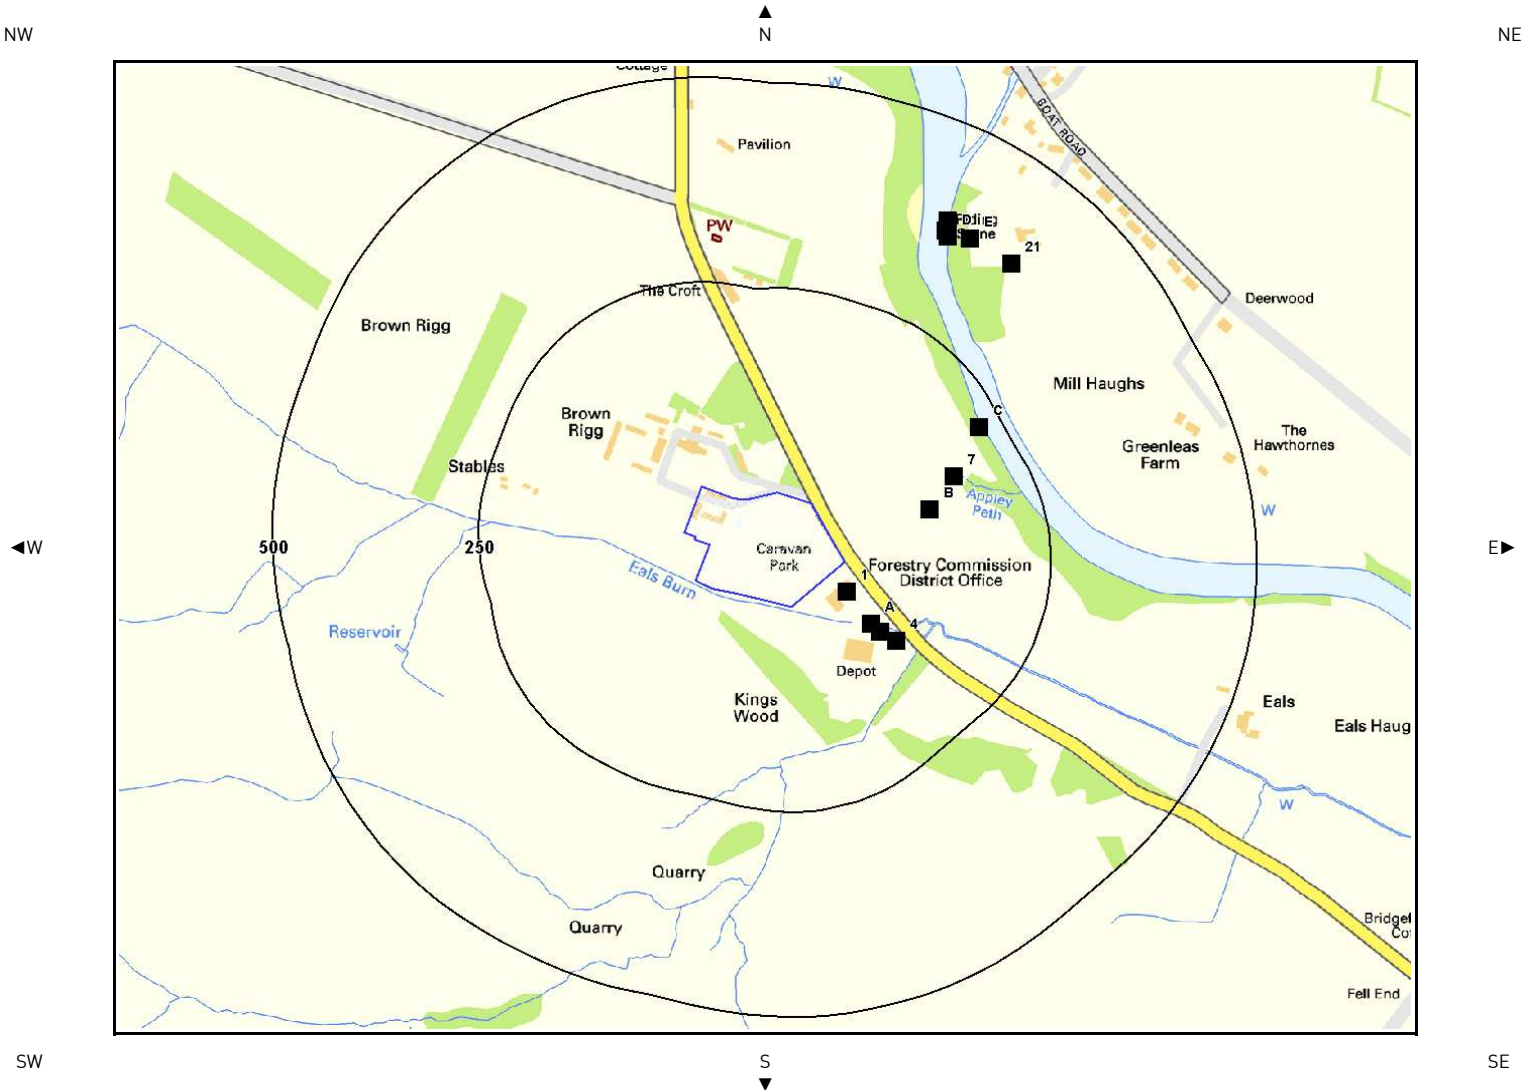 NW
▲
N
NE
Cottage
W
BOAT ROAD
Pavilion
PW
D
E
21
The Croft
Deerwood
Brown Rigg
Mill Haughs
C
Brown
Rigg
The
Hawthornes
Greenleas
Farm
Stables
7
B
Appley
Peth
W
◄W
500
250
Caravan
Park
Forestry Commission
District Office
E►
Eals Burn
1
A
4
Reservoir
Depot
Kings
Wood
Eals
Eals Haug
W
Quarry
Quarry
Bridgef
Cot
Fell End
SW
S
▼
SE